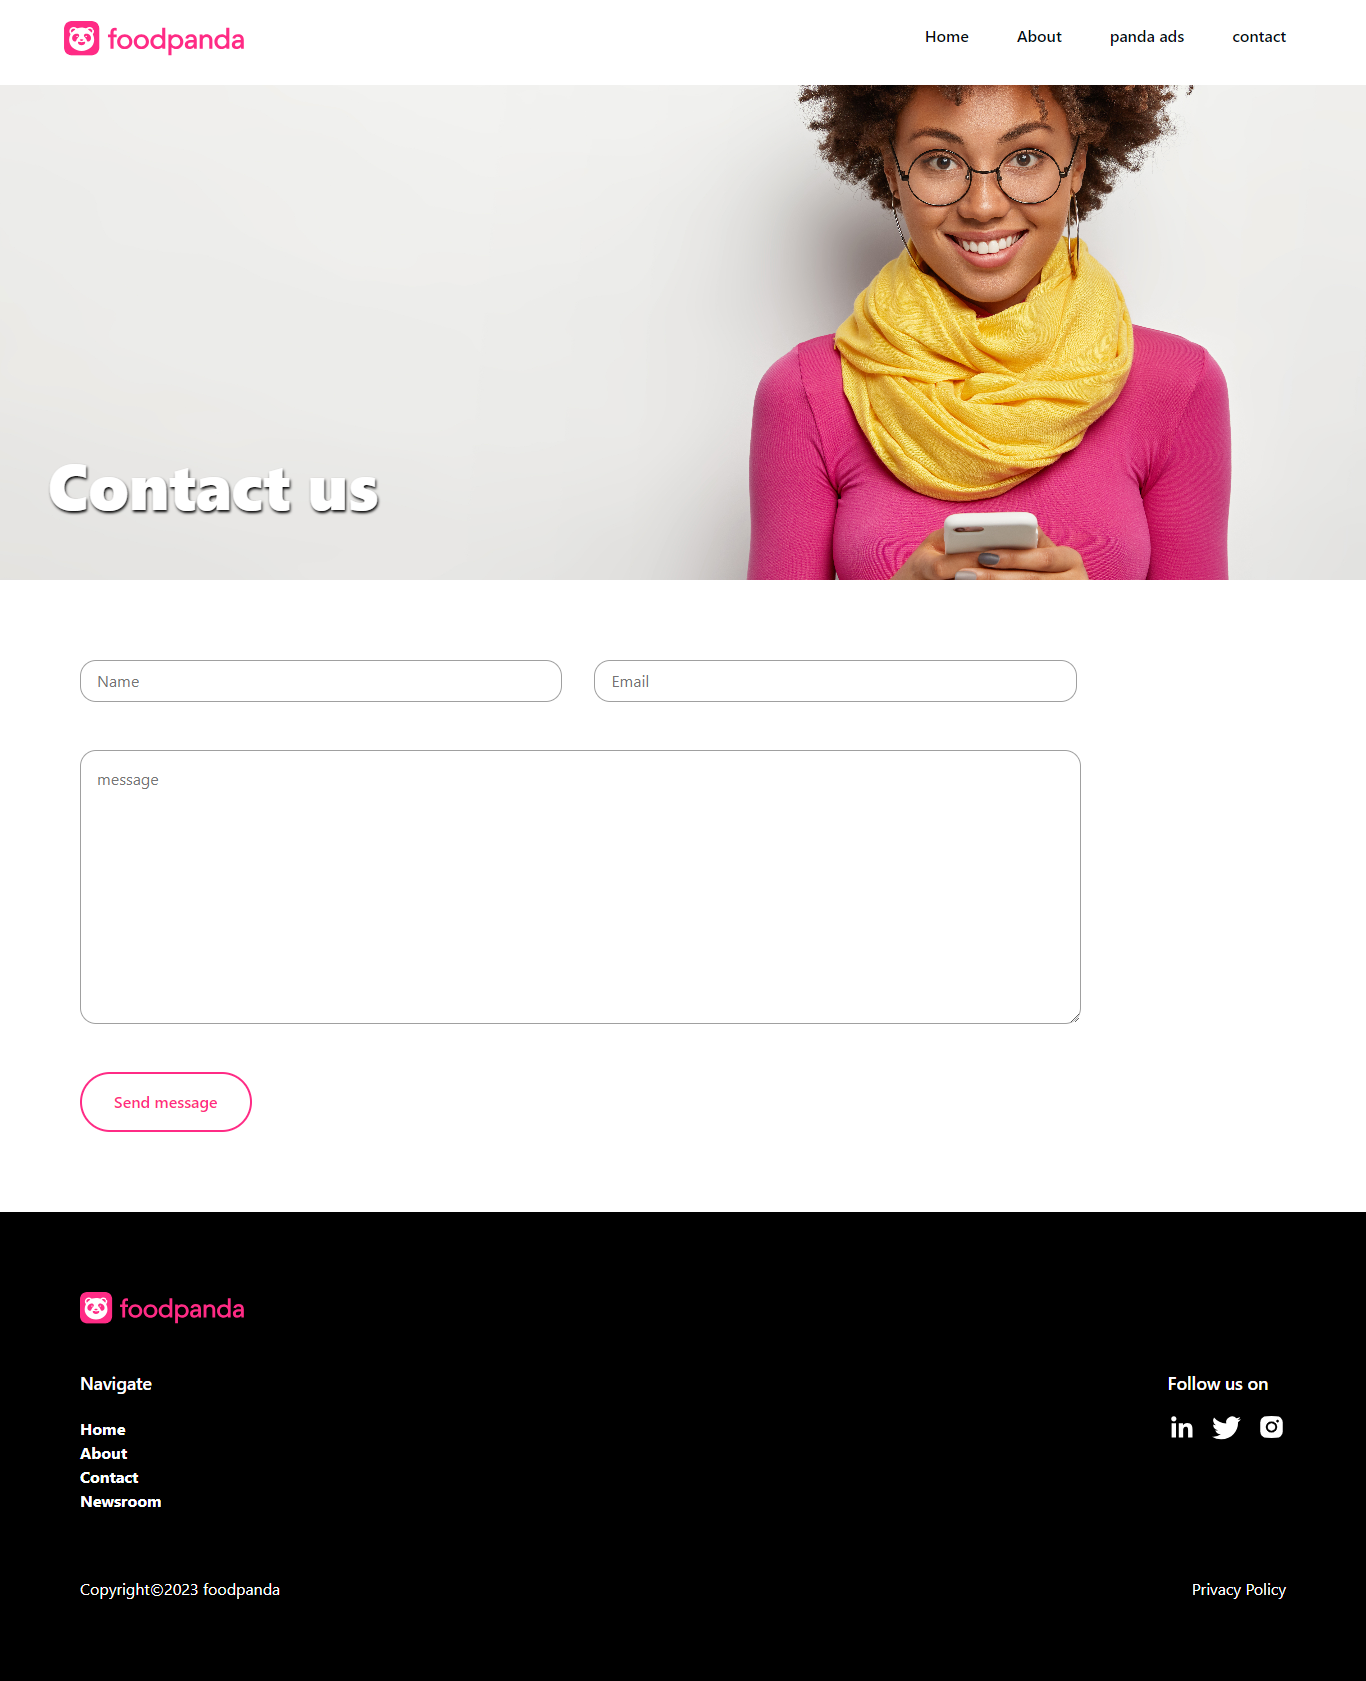 foodpanda
Home About panda ads contact
Contact us
Name Email
message
Send message
foodpanda
Navigate Follow us on
Home
About
Contact
Newsroom
Copyright©2023 foodpanda Privacy Policy